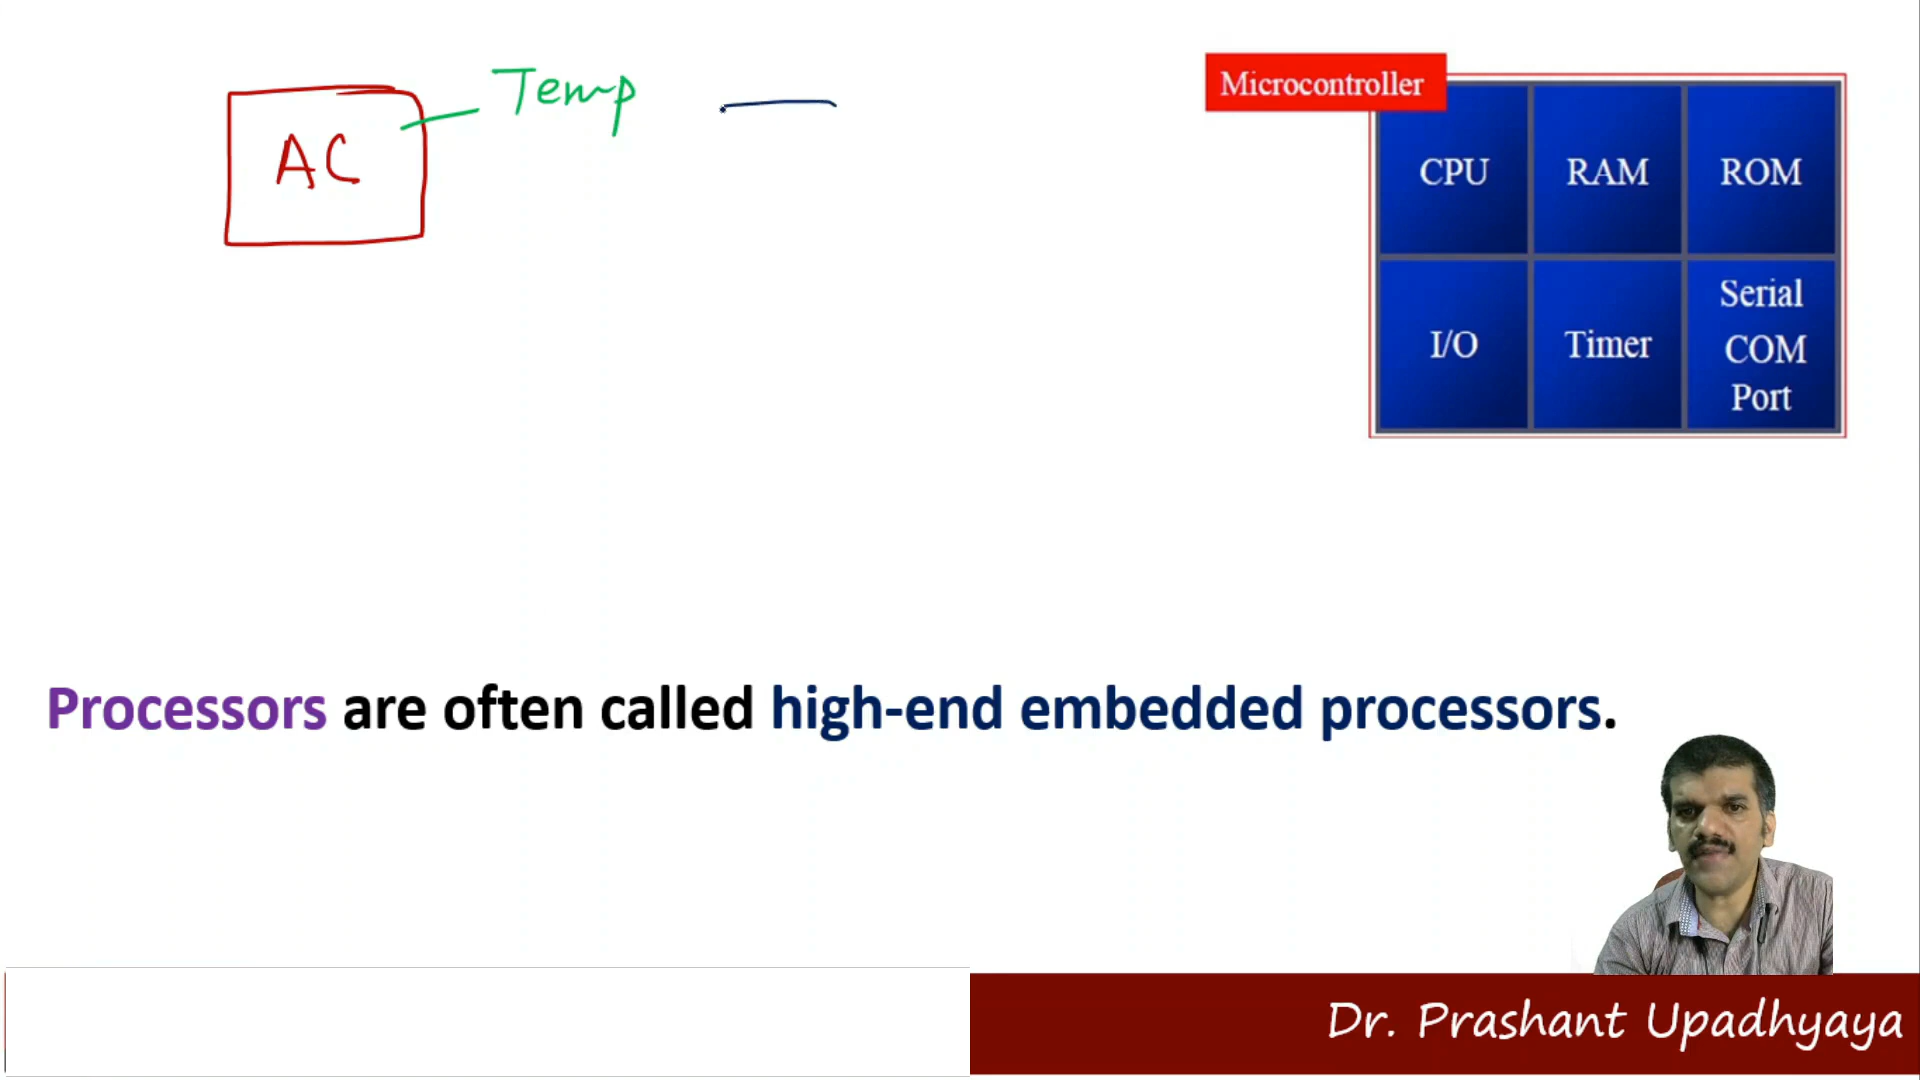 AC
Temp
Microcontroller
CPU
RAM
ROM
I/O
Timer
Serial
COM
Port
Processors are often called high-end embedded processors.
Dr. Prashant Upadhyaya